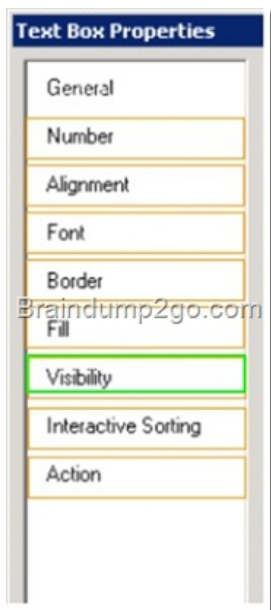 Text Box Properties
General
Number
Alignment
Font
Border
Braindump2go.com
Fill
Visibility
Interactive Sorting
Action